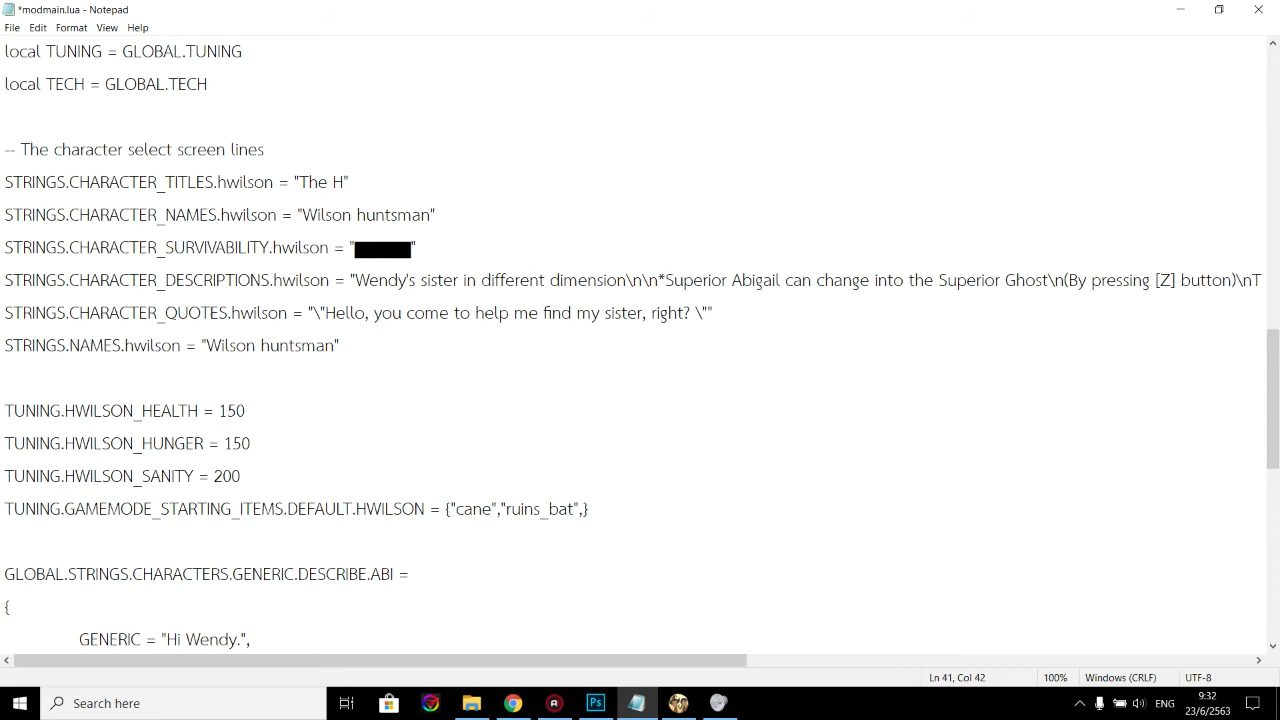 *modmain.lua - Notepad
File Edit Format View Help
local TUNING = GLOBAL.TUNING
local TECH = GLOBAL.TECH
-- The character select screen lines
STRINGS.CHARACTER_TITLES.hwilson = "The H"
STRINGS.CHARACTER_NAMES.hwilson = "Wilson huntsman"
STRINGS.CHARACTER_SURVIVABILITY.hwilson = " "
STRINGS.CHARACTER_DESCRIPTIONS.hwilson = "Wendy's sister in different dimension\n\n*Superior Abigail can change into the Superior Ghost\n(By pressing [Z] button)\nT
STRINGS.CHARACTER_QUOTES.hwilson = "\"Hello, you come to help me find my sister, right? \""
STRINGS.NAMES.hwilson = "Wilson huntsman"
TUNING.HWILSON_HEALTH = 150
TUNING.HWILSON_HUNGER = 150
TUNING.HWILSON_SANITY = 200
TUNING.GAMEMODE_STARTING_ITEMS.DEFAULT.HWILSON = {"cane","ruins_bat",}
GLOBAL.STRINGS.CHARACTERS.GENERIC.DESCRIBE.ABI =
{
GENERIC = "Hi Wendy.",
Ln 41, Col 42 100% Windows (CRLF) UTF-8
Search here Ps ENG 9:32
23/6/2563